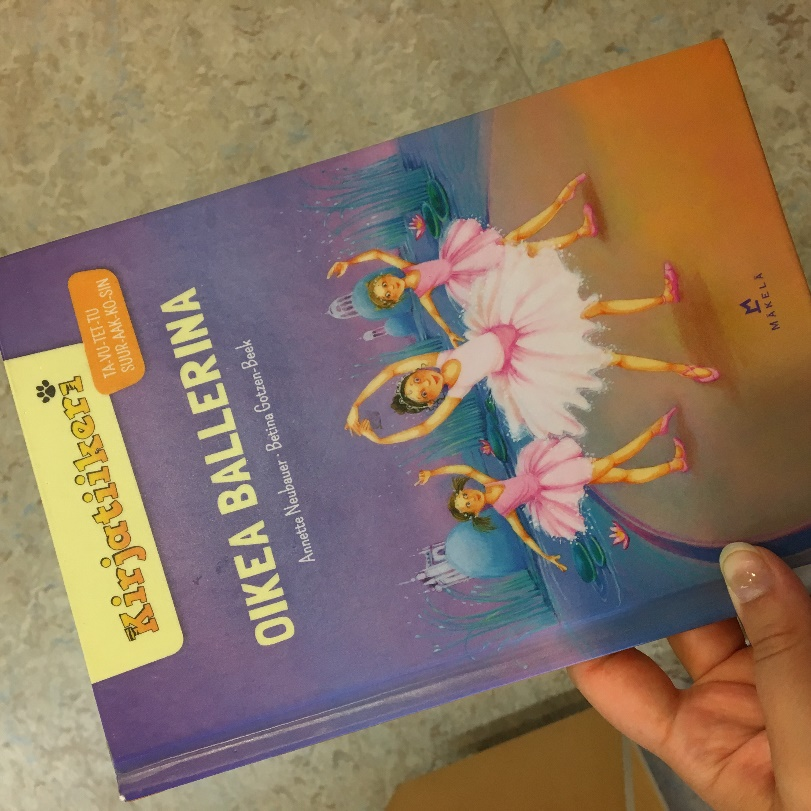 Kirjatiikeri
TA-VU-TET-TU
SUUR-AAK-KO-SIN
OIKEA BALLERINA
Annette Neubauer · Betina Gotzen-Beek
MÄKELÄ